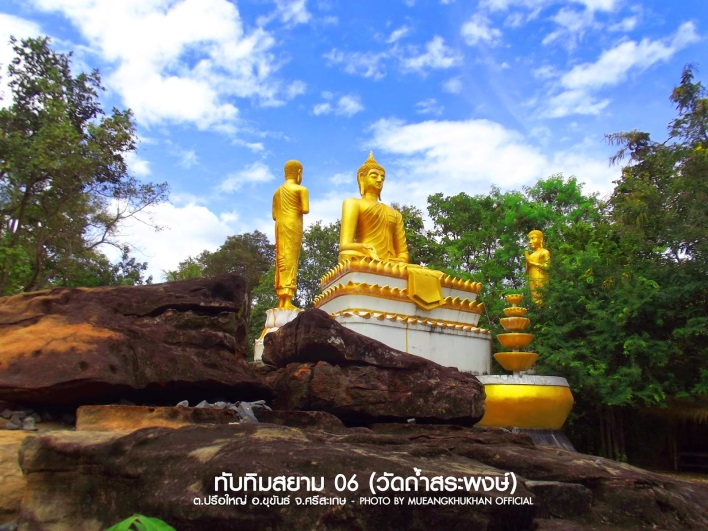 ทับทิมสยาม 06 (วัดถ้ำสระพงษ์)
ต.ปรือใหญ่ อ.ขุขันธ์ จ.ศรีสะเกษ - PHOTO BY MUEANGKHUKHAN OFFICIAL